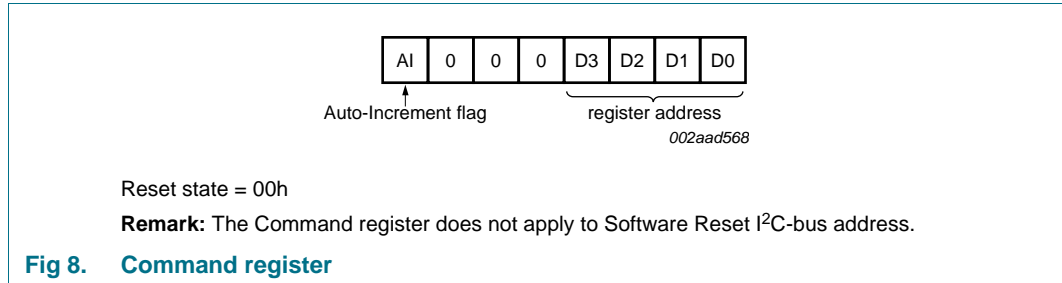 AI 0 0 0 D3 D2 D1 D0
Auto-Increment flag register address
002aad568
Reset state = 00h
Remark: The Command register does not apply to Software Reset I²C-bus address.
Fig 8. Command register